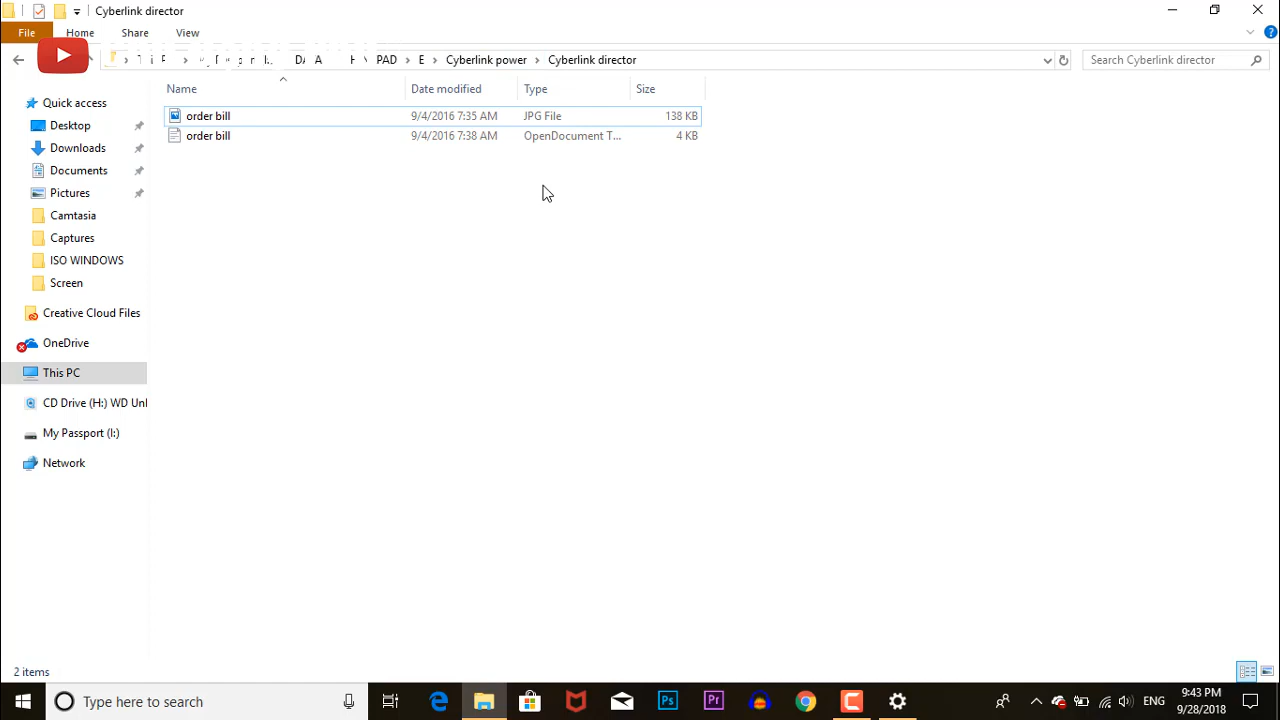 Cyberlink director
File Home Share View
PAD E Cyberlink power Cyberlink director Search Cyberlink director
Name Date modified Type Size
order bill 9/4/2016 7:35 AM JPG File 138 KB
order bill 9/4/2016 7:38 AM OpenDocument T... 4 KB
Quick access
Desktop
Downloads
Documents
Pictures
Camtasia
Captures
ISO WINDOWS
Screen
Creative Cloud Files
OneDrive
This PC
CD Drive (H:) WD Unl
My Passport (I:)
Network
2 items
Type here to search
Ps
Pr
ENG
9:43 PM
9/28/2018